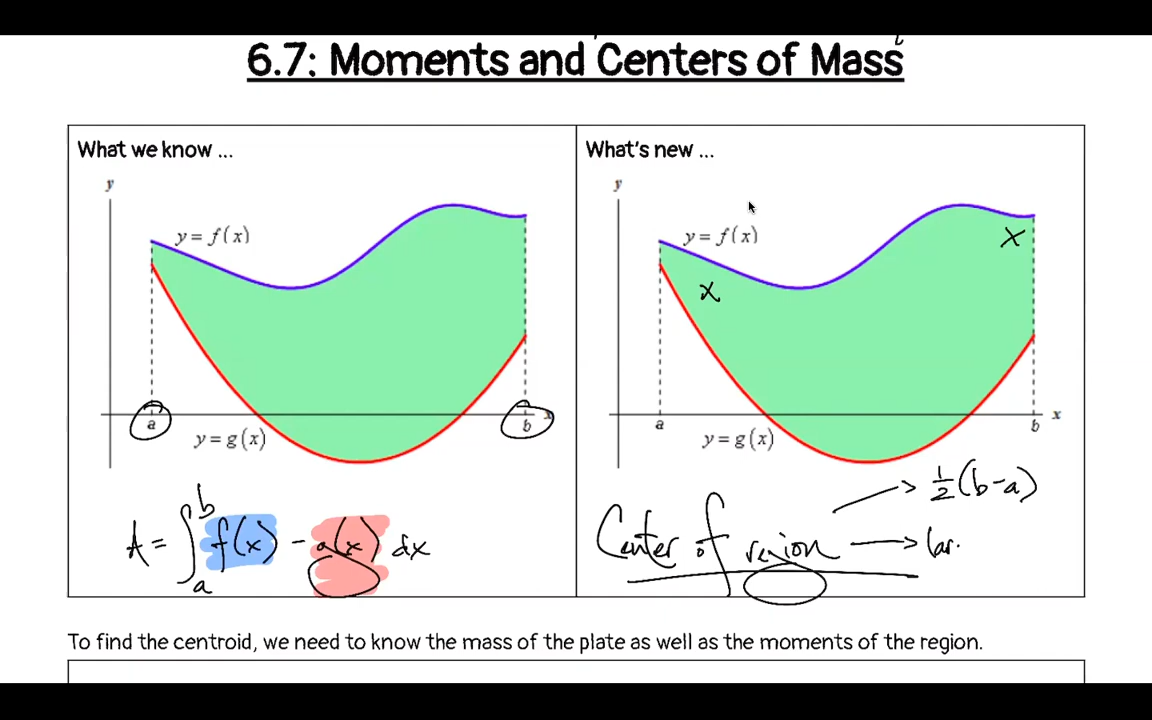 6.7: Moments and Centers of Mass
What we know ...
y
y = f(x)
a
b
x
y = g(x)
A = ∫ₐᵇ f(x) - g(x) dx
What's new ...
y
y = f(x)
x
x
a
b
x
y = g(x)
Center of region
½(b-a)
To find the centroid, we need to know the mass of the plate as well as the moments of the region.